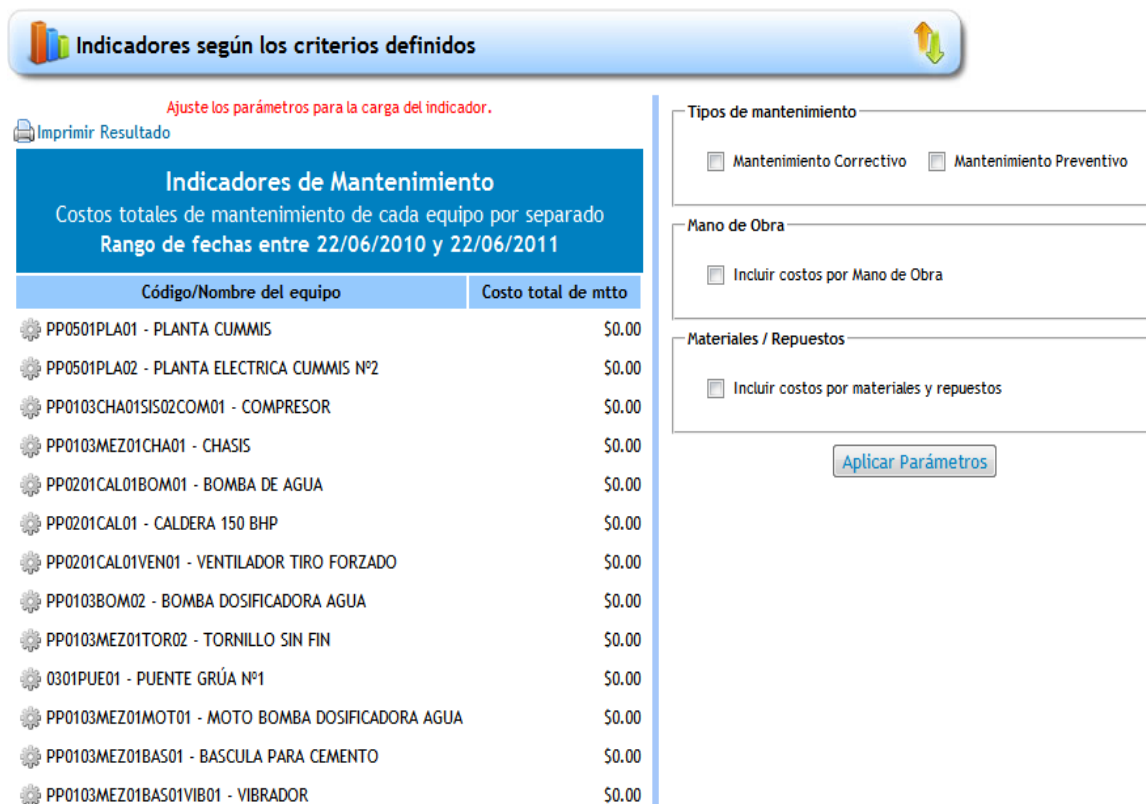 Indicadores según los criterios definidos
Ajuste los parámetros para la carga del indicador.
Imprimir Resultado
Indicadores de Mantenimiento
Costos totales de mantenimiento de cada equipo por separado
Rango de fechas entre 22/06/2010 y 22/06/2011
Código/Nombre del equipo Costo total de mtto
PP0501PLA01 - PLANTA CUMMIS $0.00
PP0501PLA02 - PLANTA ELECTRICA CUMMIS Nº2 $0.00
PP0103CHA01SIS02COM01 - COMPRESOR $0.00
PP0103MEZ01CHA01 - CHASIS $0.00
PP0201CAL01BOM01 - BOMBA DE AGUA $0.00
PP0201CAL01 - CALDERA 150 BHP $0.00
PP0201CAL01VEN01 - VENTILADOR TIRO FORZADO $0.00
PP0103BOM02 - BOMBA DOSIFICADORA AGUA $0.00
PP0103MEZ01TOR02 - TORNILLO SIN FIN $0.00
0301PUE01 - PUENTE GRÚA Nº1 $0.00
PP0103MEZ01MOT01 - MOTO BOMBA DOSIFICADORA AGUA $0.00
PP0103MEZ01BAS01 - BASCULA PARA CEMENTO $0.00
PP0103MEZ01BAS01VIB01 - VIBRADOR $0.00
Tipos de mantenimiento
Mantenimiento Correctivo Mantenimiento Preventivo
Mano de Obra
Incluir costos por Mano de Obra
Materiales / Repuestos
Incluir costos por materiales y repuestos
Aplicar Parámetros